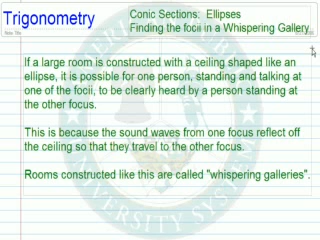 Trigonometry
Conic Sections: Ellipses
Finding the focii in a Whispering Gallery
If a large room is constructed with a ceiling shaped like an
ellipse, it is possible for one person, standing and talking at
one of the focii, to be clearly heard by a person standing at
the other focus.
This is because the sound waves from one focus reflect off
the ceiling so that they travel to the other focus.
Rooms constructed like this are called "whispering galleries".